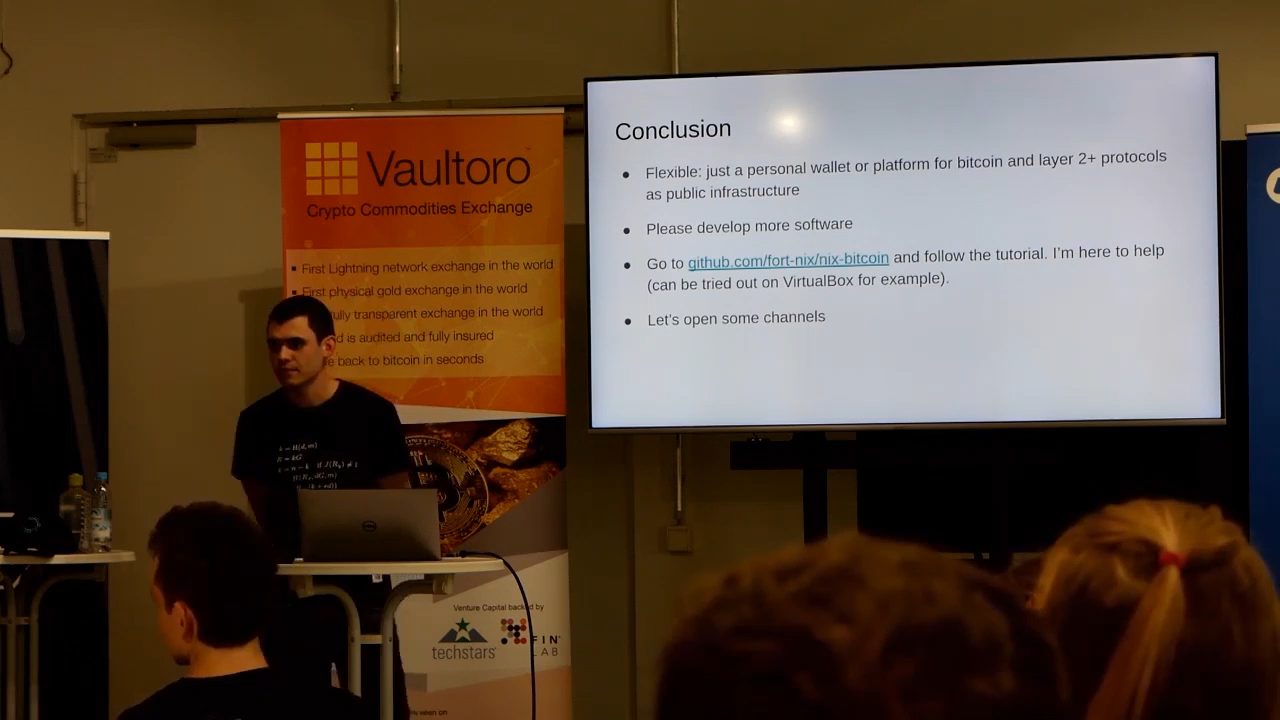 Vaultoro
Crypto Commodities Exchange
▪ First Lightning network exchange in the world
▪ First physical gold exchange in the world
fully transparent exchange in the world
is audited and fully insured
back to bitcoin in seconds
Venture Capital backed by
techstars
FIN
LAB
seen on
DELL
Conclusion
● Flexible: just a personal wallet or platform for bitcoin and layer 2+ protocols
as public infrastructure
● Please develop more software
● Go to github.com/fort-nix/nix-bitcoin and follow the tutorial. I'm here to help
(can be tried out on VirtualBox for example).
● Let's open some channels